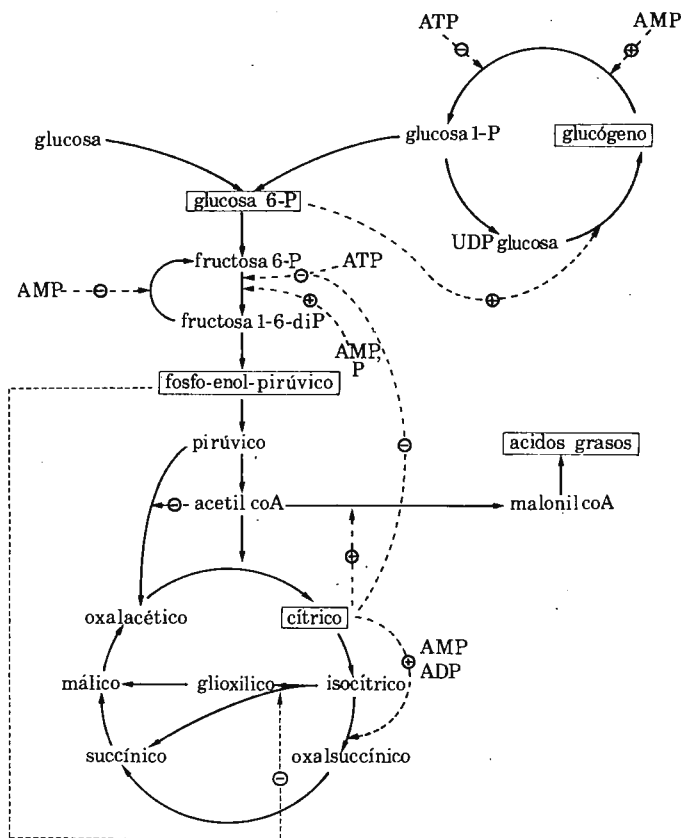 ATP
AMP
glucosa
glucosa 1-P
glucógeno
glucosa 6-P
UDP glucosa
fructosa 6-P
ATP
AMP
fructosa 1-6-diP
AMP,
P
fosfo-enol-pirúvico
pirúvico
acidos grasos
acetil coA
malonil coA
oxalacético
cítrico
AMP
ADP
málico
glioxilico
isocítrico
succínico
oxalsuccínico